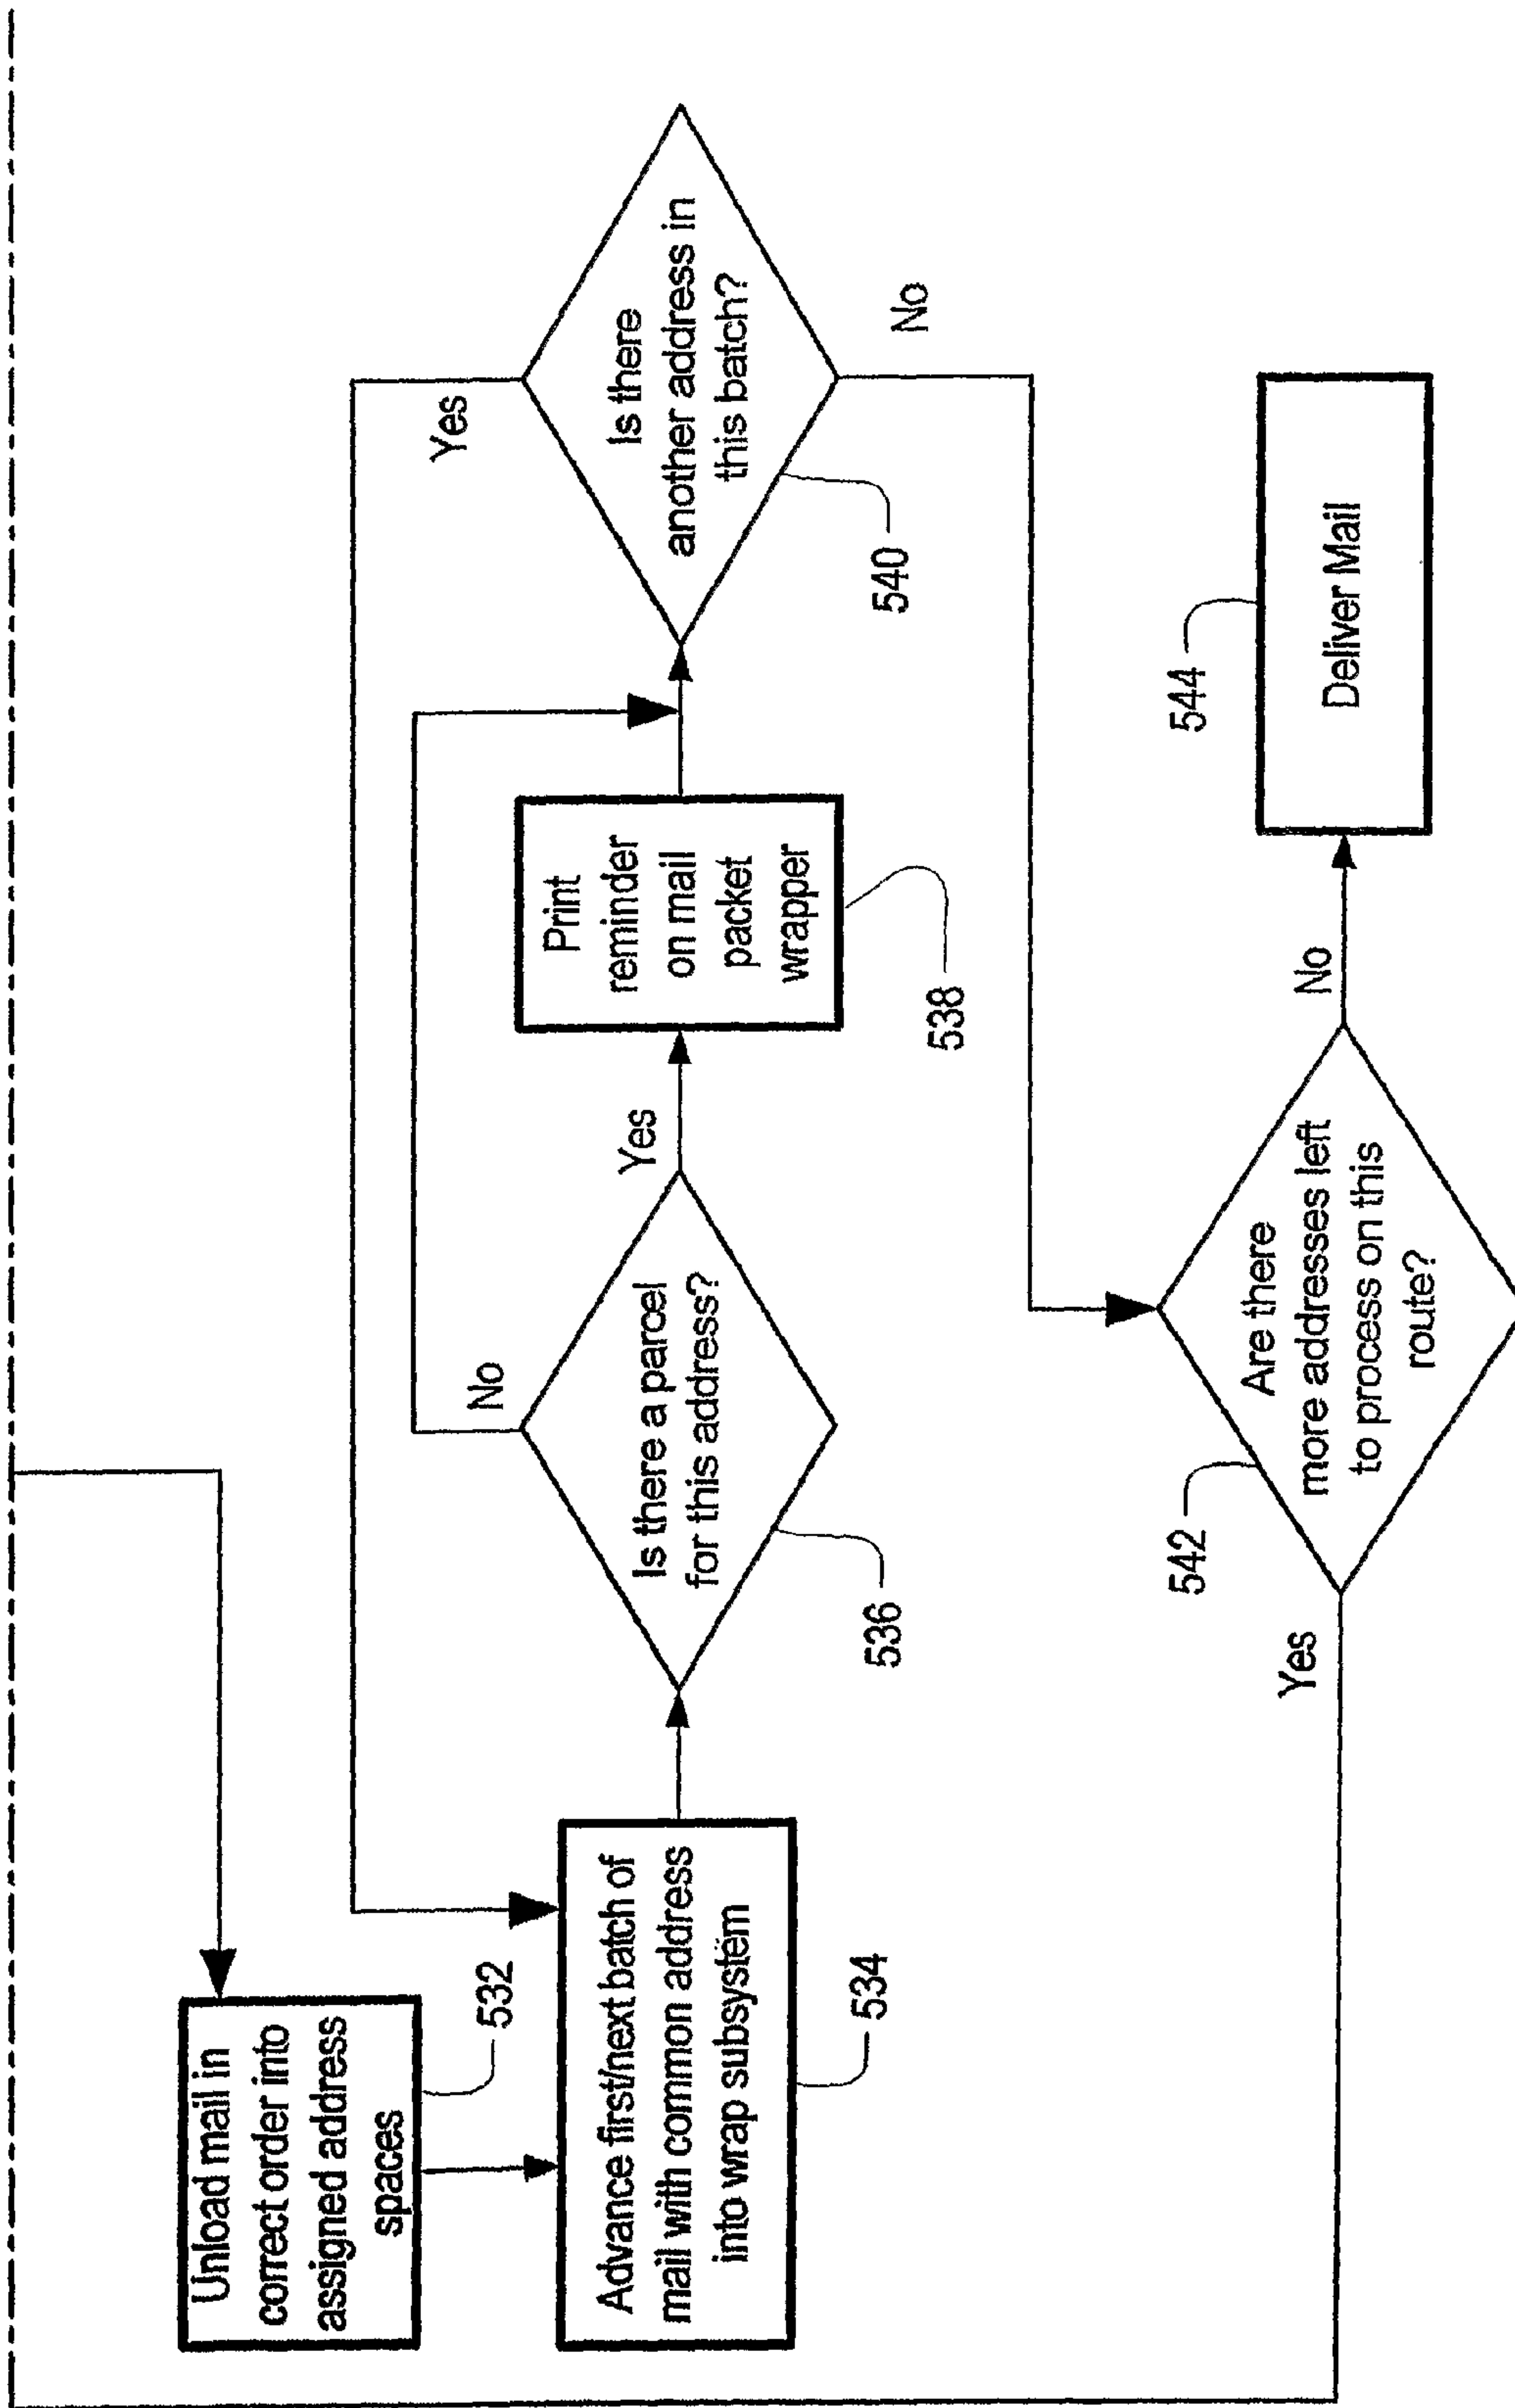 Unload mail in
correct order into
assigned address
spaces
532
Advance first/next batch of
mail with common address
into wrap subsystem
534
Is there a parcel
for this address?
536
No
Yes
Print
reminder
on mail
packet
wrapper
538
Is there
another address in
this batch?
540
Yes
No
Are there
more addresses left
to process on this
route?
542
Yes
No
Deliver Mail
544